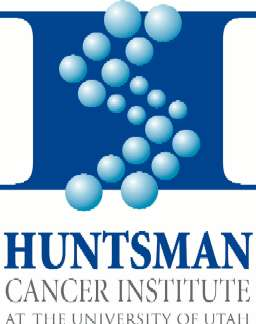 HUNTSMAN
CANCER INSTITUTE
AT THE UNIVERSITY OF UTAH